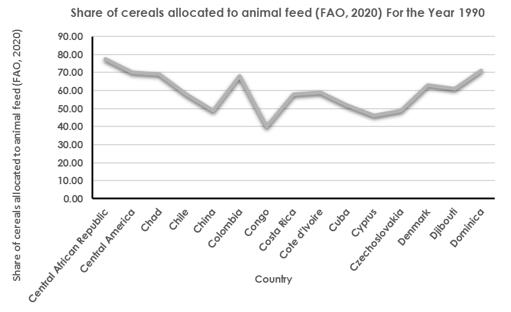 Share of cereals allocated to animal feed (FAO, 2020) For the Year 1990
Share of cereals allocated to animal feed (FAO, 2020)
90.00
80.00
70.00
60.00
50.00
40.00
30.00
20.00
10.00
0.00
Central African Republic
Central America
Chad
Chile
China
Colombia
Congo
Costa Rica
Cote d'Ivoire
Cuba
Cyprus
Czechoslovakia
Denmark
Djibouti
Dominica
Country